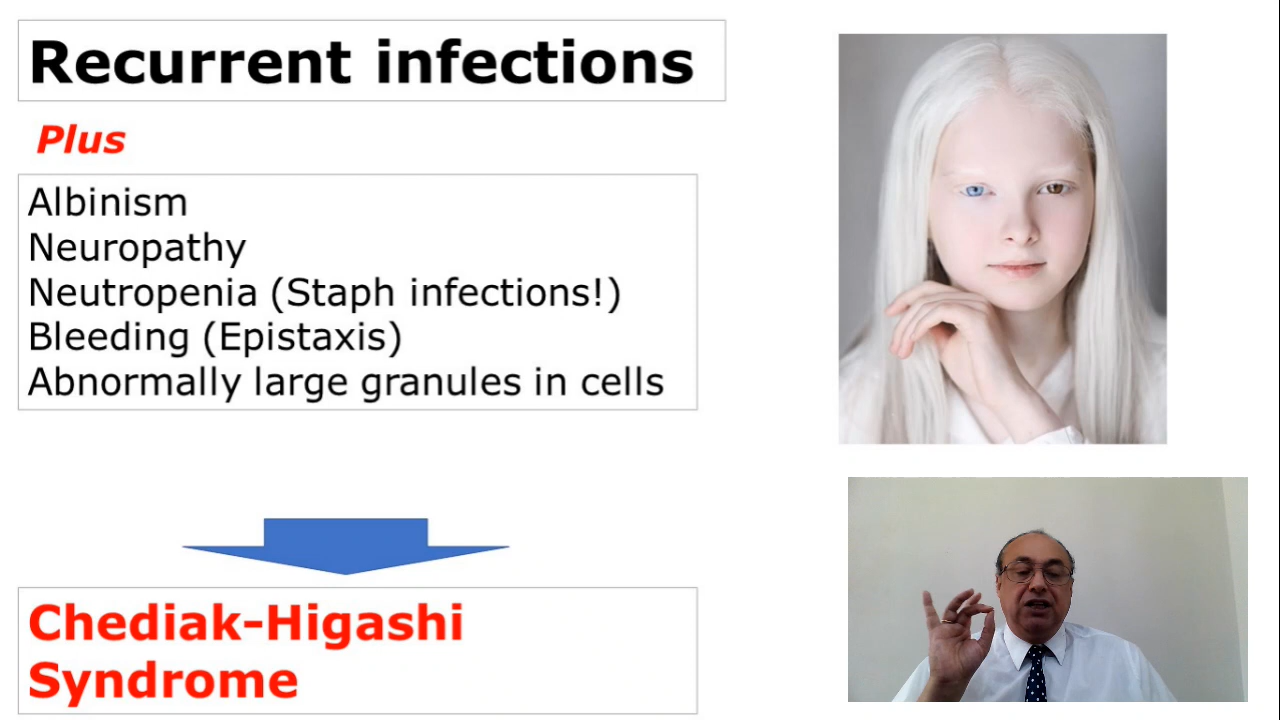 Recurrent infections
Plus
Albinism
Neuropathy
Neutropenia (Staph infections!)
Bleeding (Epistaxis)
Abnormally large granules in cells
Chediak-Higashi
Syndrome